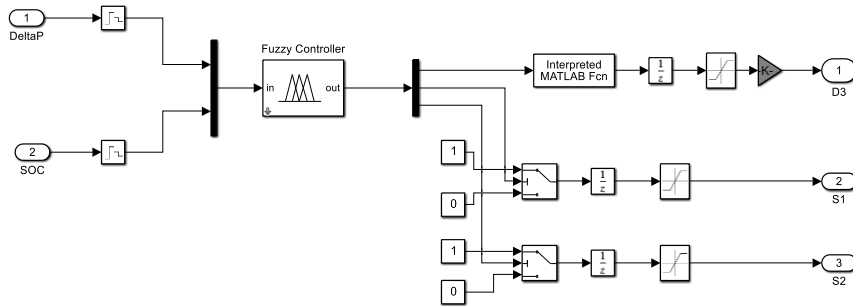 1
DeltaP
2
SOC
Fuzzy Controller
in
out
Interpreted
MATLAB Fcn
1
z
-K-
1
D3
1
0
1
z
2
S1
1
0
1
z
3
S2